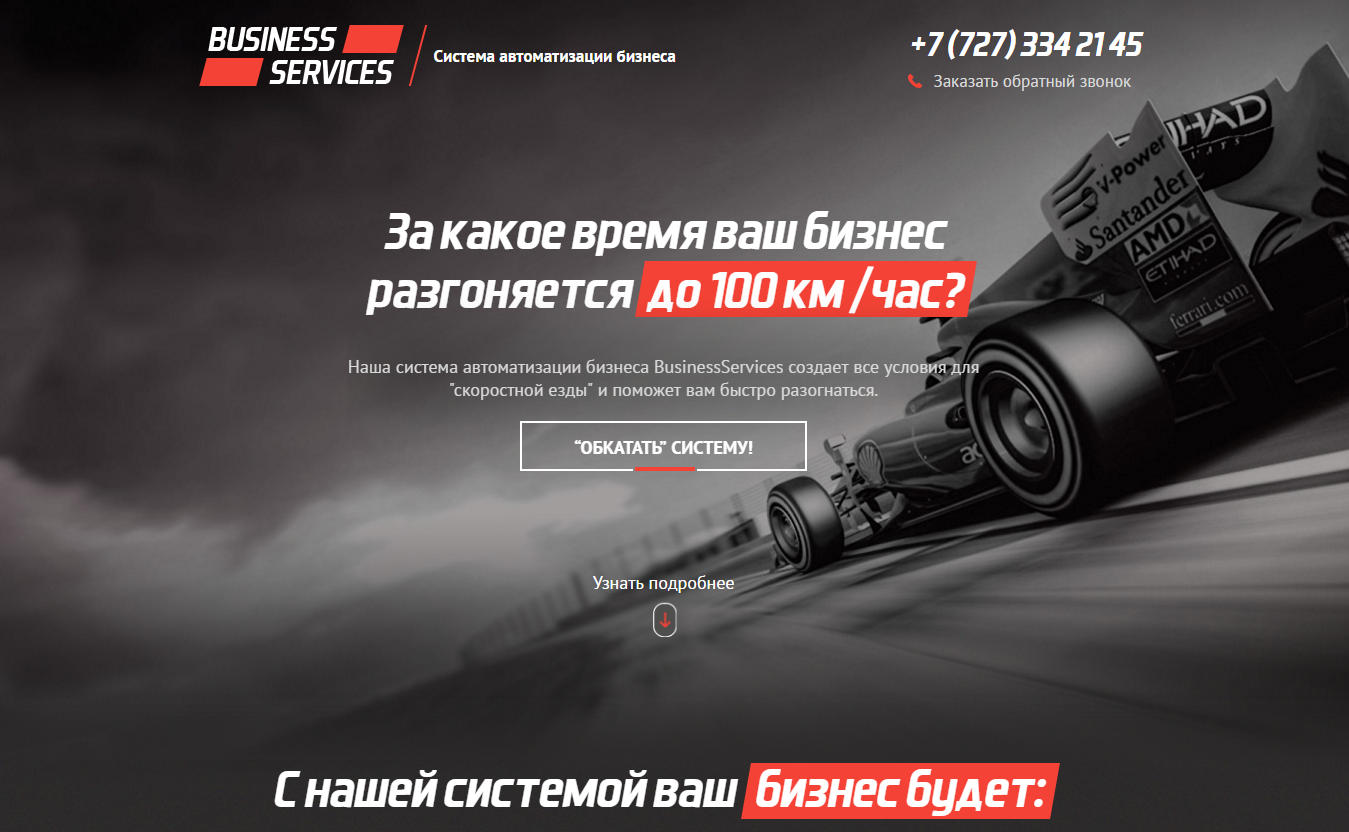 BUSINESS
SERVICES
Система автоматизации бизнеса
+7 (727) 334 21 45
Заказать обратный звонок
ETIHAD
AIRWAYS
V-Power
Santander
AMD
ETIHAD
ferrari.com
За какое время ваш бизнес
разгоняется до 100 км /час?
Наша система автоматизации бизнеса BusinessServices создает все условия для
"скоростной езды" и поможет вам быстро разогнаться.
“ОБКАТАТЬ” СИСТЕМУ!
Узнать подробнее
С нашей системой ваш бизнес будет: